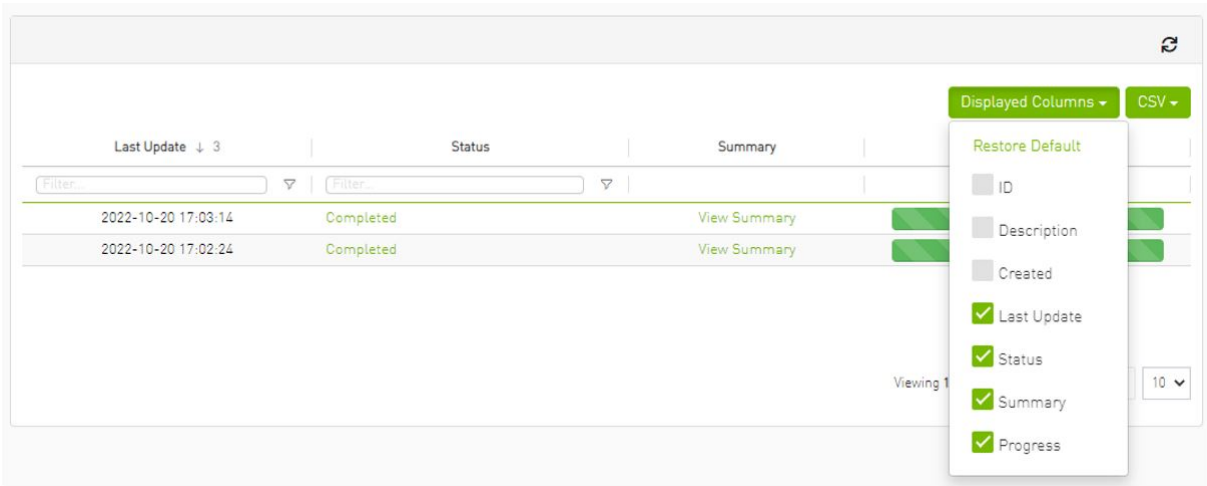 Displayed Columns CSV
Last Update ↓ 3 Status Summary
Restore Default
Filter... Filter...
ID
2022-10-20 17:03:14 Completed View Summary
Description
2022-10-20 17:02:24 Completed View Summary
Created
Last Update
Status
Viewing 1 10
Summary
Progress